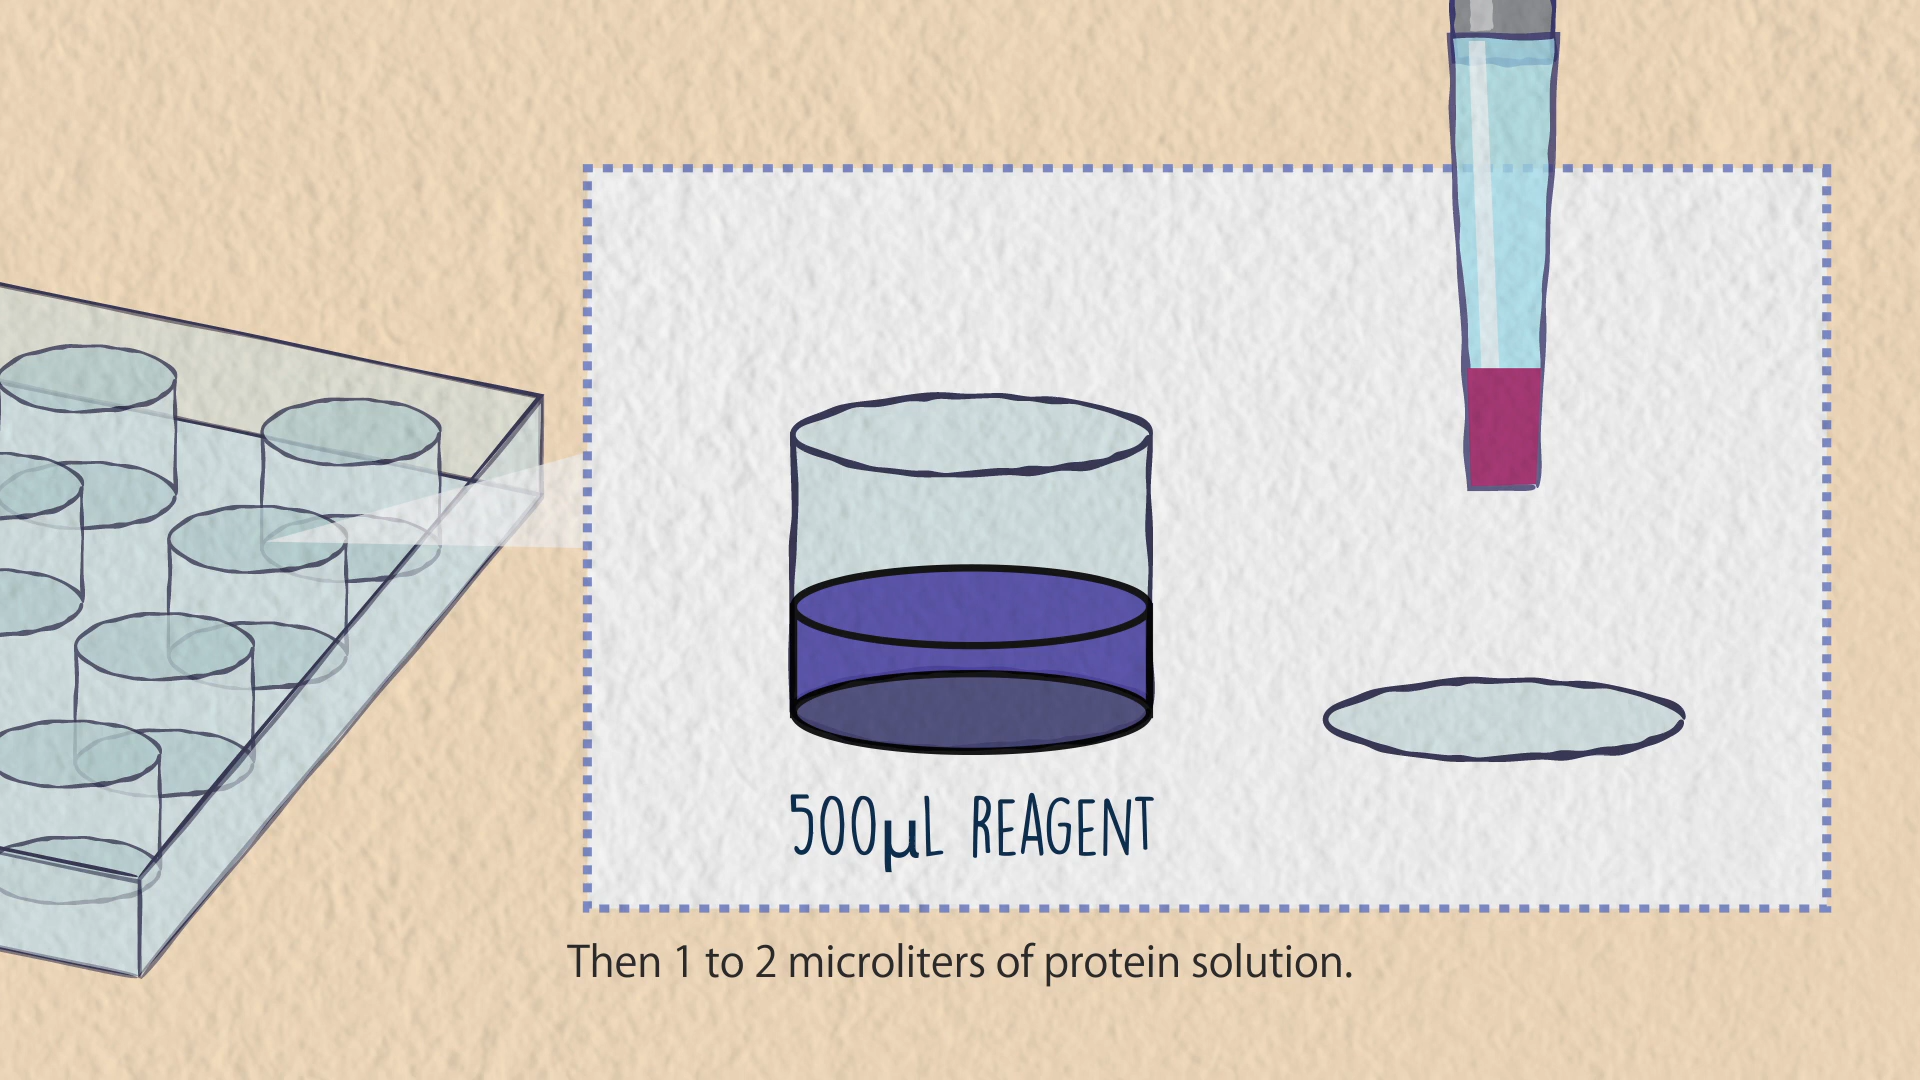 500µL REAGENT
Then 1 to 2 microliters of protein solution.